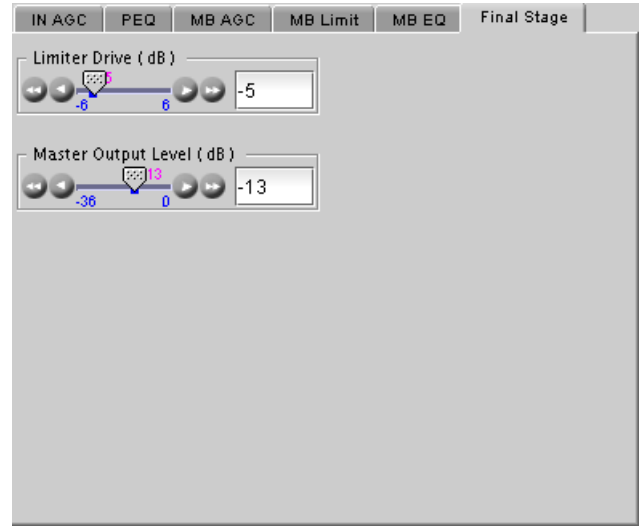 IN AGC PEQ MB AGC MB Limit MB EQ Final Stage
Limiter Drive ( dB )
5
-5
-6 6
Master Output Level ( dB )
13
-13
-36 0